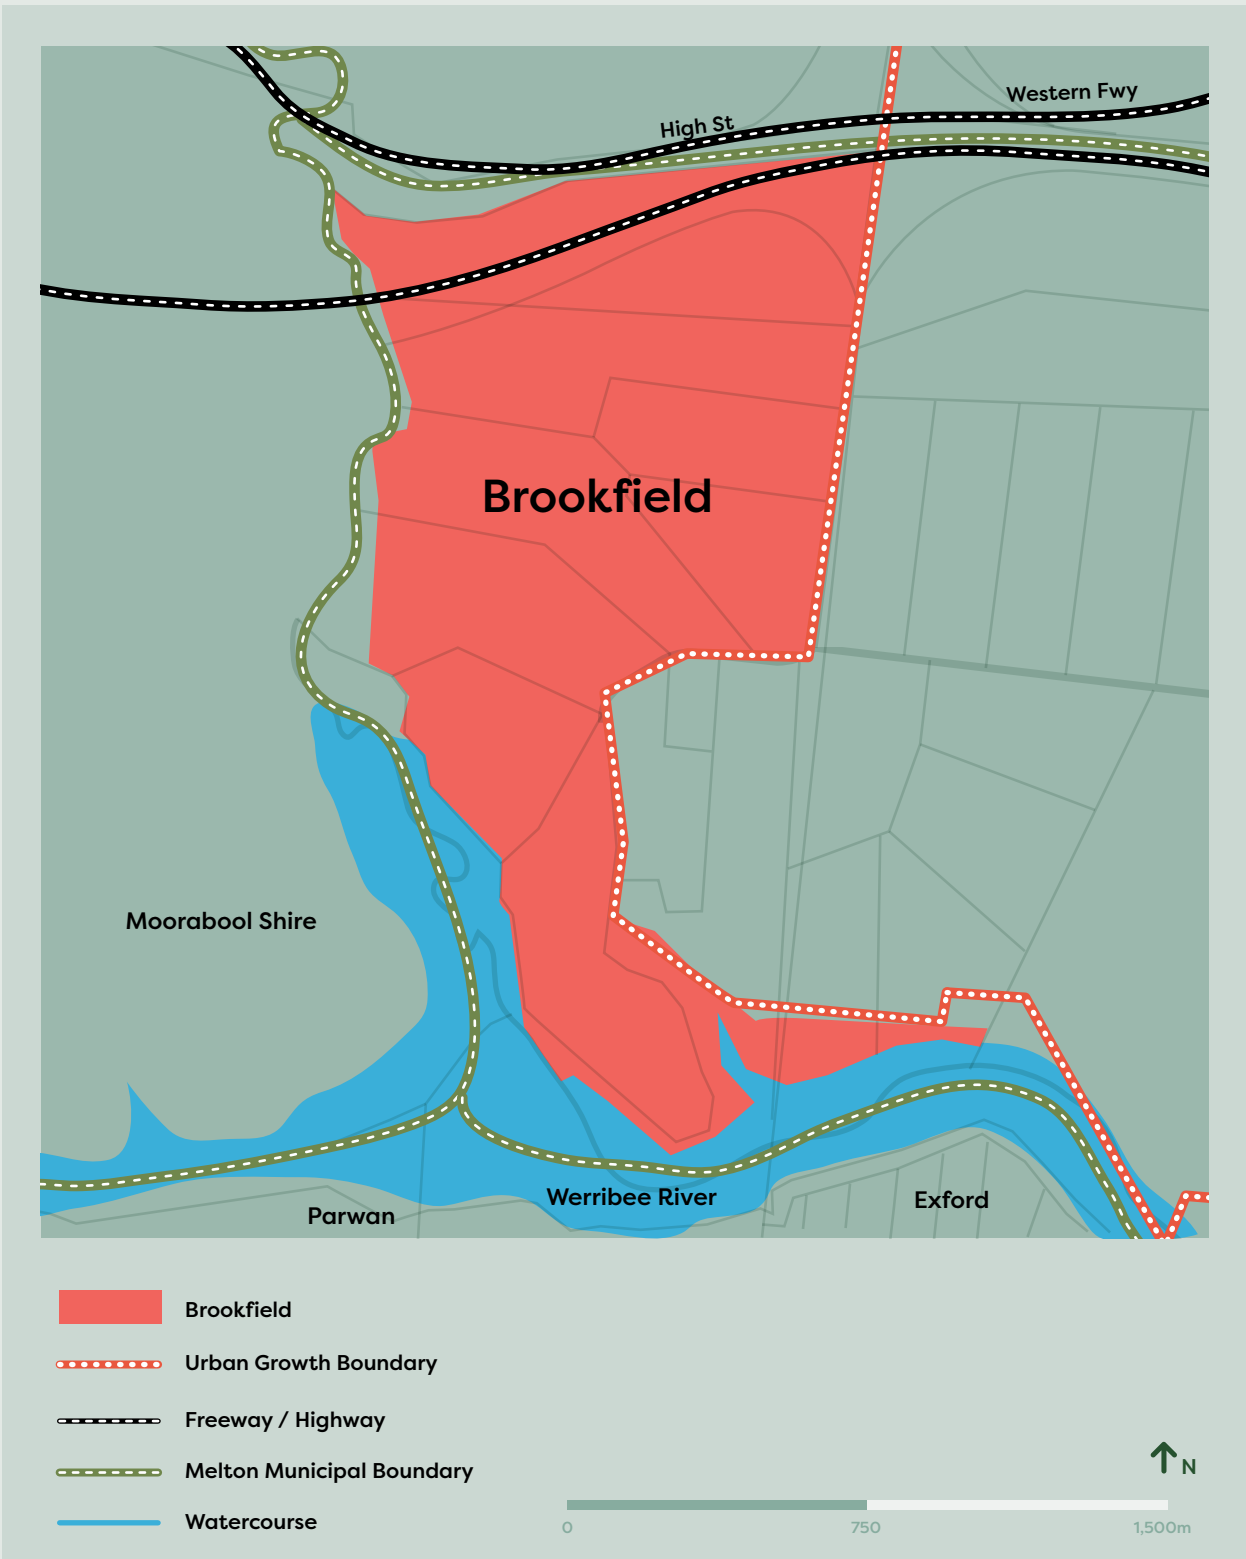 Western Fwy
High St
Brookfield
Moorabool Shire
Werribee River
Exford
Parwan
Brookfield
Urban Growth Boundary
Freeway / Highway
Melton Municipal Boundary
N
Watercourse
0 750 1,500m